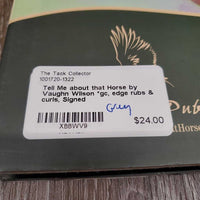 The Tack Collector
1001720-1322
Tell Me about that Horse by
Vaughn Wilson *gc, edge rubs &
curls, Signed
Grey
XBBWV9
$24.00